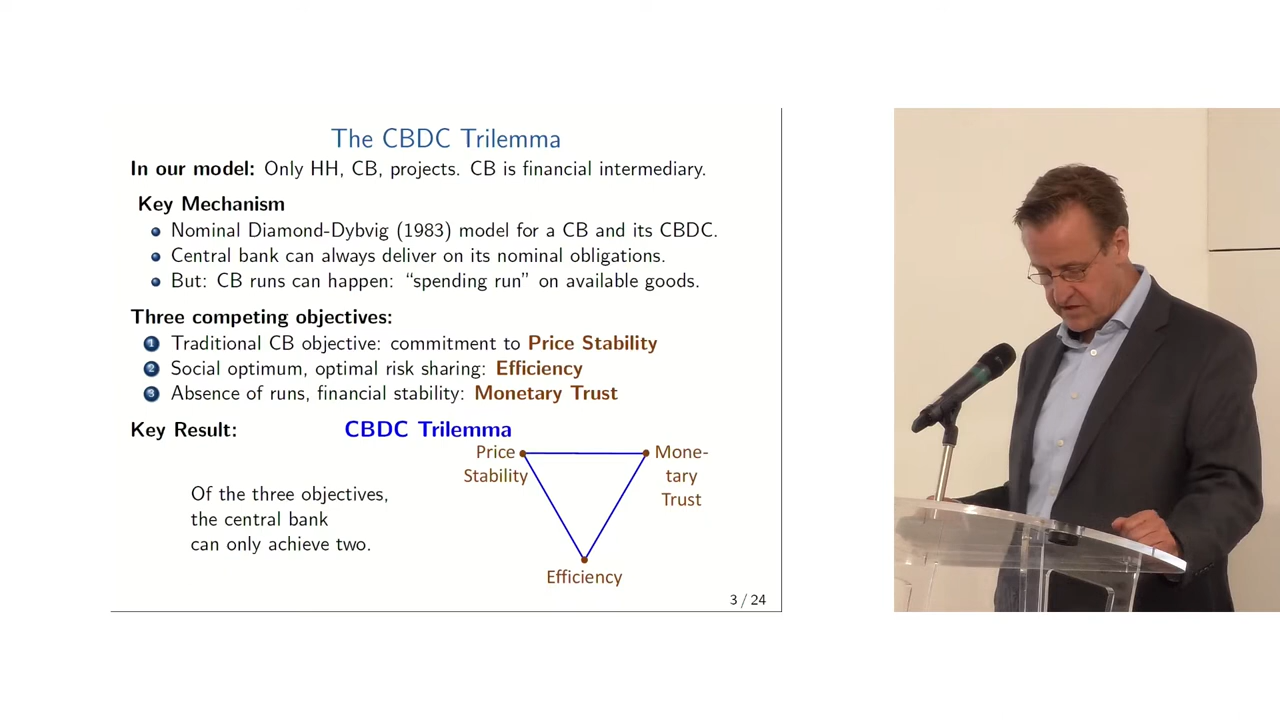 The CBDC Trilemma
In our model: Only HH, CB, projects. CB is financial intermediary.
Key Mechanism
Nominal Diamond-Dybvig (1983) model for a CB and its CBDC.
Central bank can always deliver on its nominal obligations.
But: CB runs can happen: “spending run” on available goods.
Three competing objectives:
1 Traditional CB objective: commitment to Price Stability
2 Social optimum, optimal risk sharing: Efficiency
3 Absence of runs, financial stability: Monetary Trust
Key Result: CBDC Trilemma
Price
Stability
Mone-
tary
Trust
Of the three objectives,
the central bank
can only achieve two.
Efficiency
3 / 24